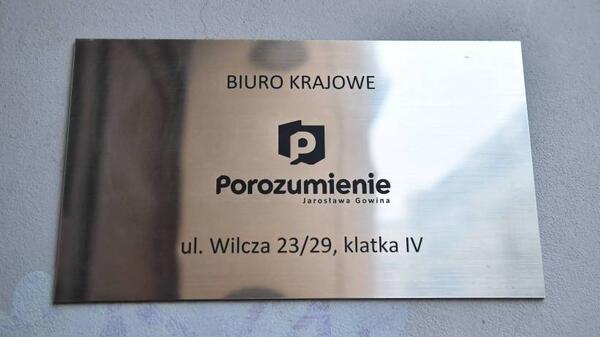 BIURO KRAJOWE
P
Porozumienie
Jarosława Gowina
ul. Wilcza 23/29, klatka IV